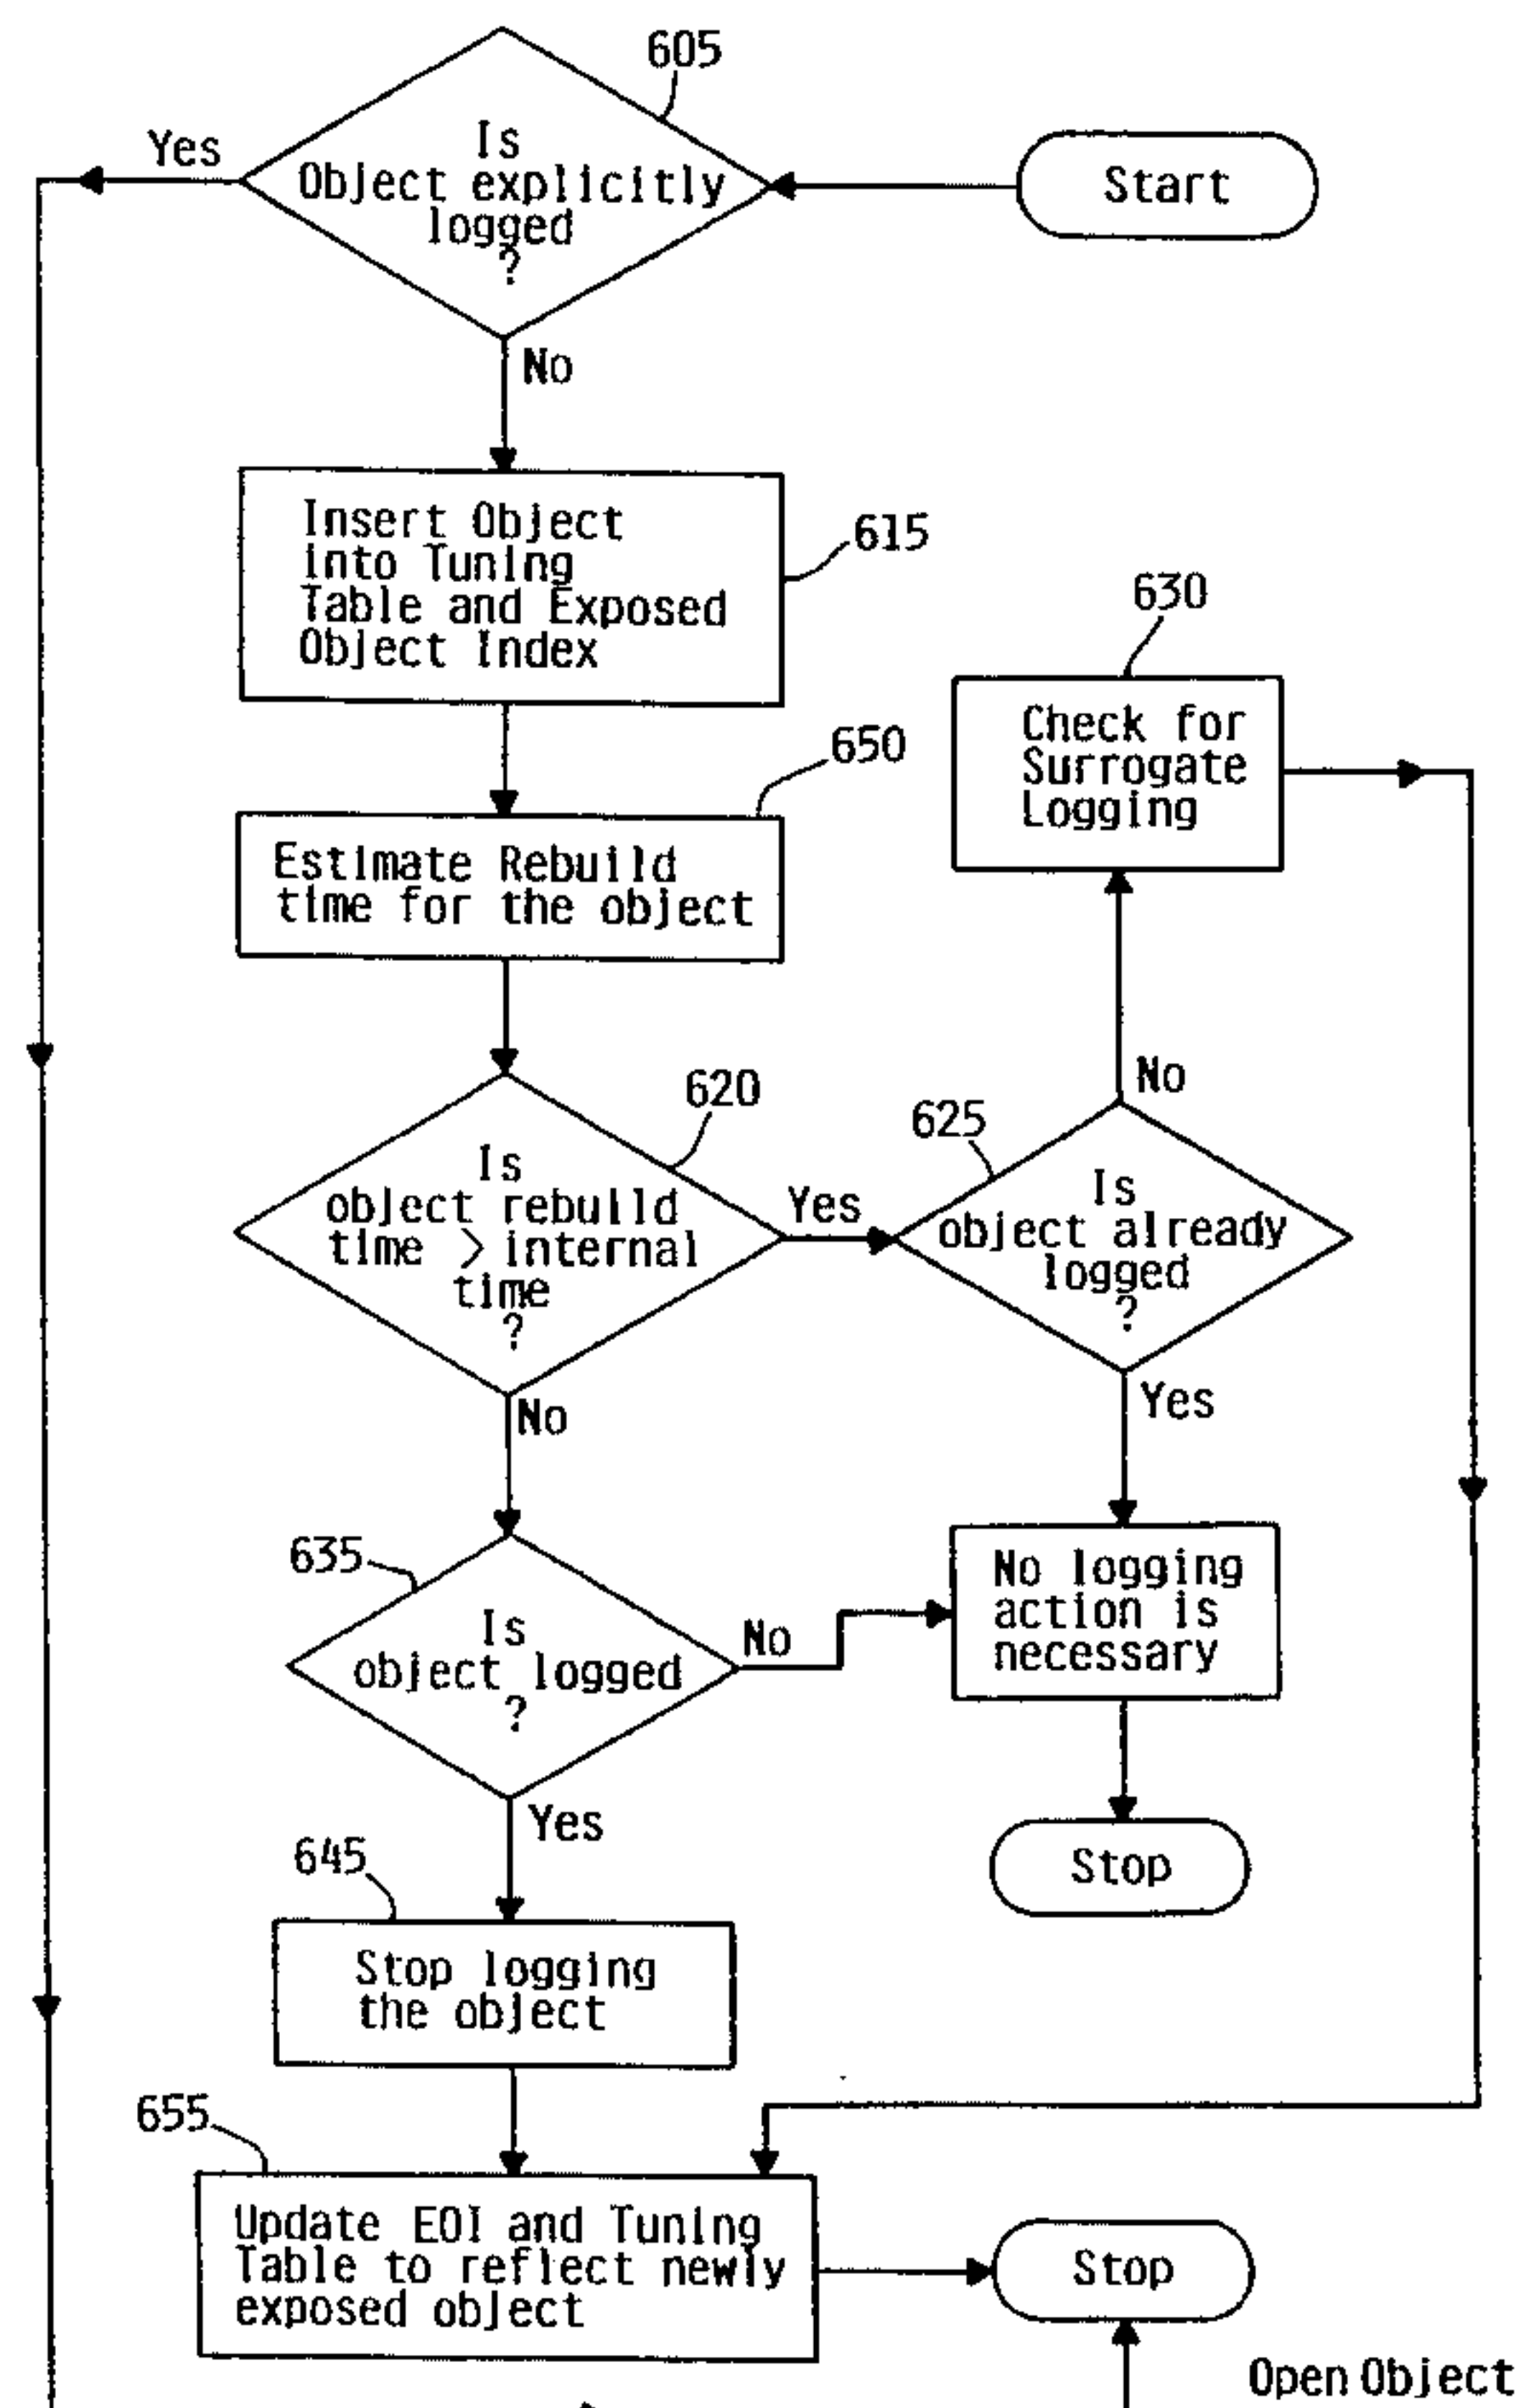 605
Yes
Is
Object explicitly
logged
?
Start
No
Insert Object
into Tuning
Table and Exposed
Object Index
615
630
Check for
Surrogate
Logging
650
Estimate Rebuild
time for the object
No
620
625
Is
object rebuild
time > internal
time
?
Yes
Is
object already
logged
?
No
Yes
635
Is
object logged
?
No
No logging
action is
necessary
Yes
645
Stop
Stop logging
the object
655
Update EOI and Tuning
Table to reflect newly
exposed object
Stop
Open Object